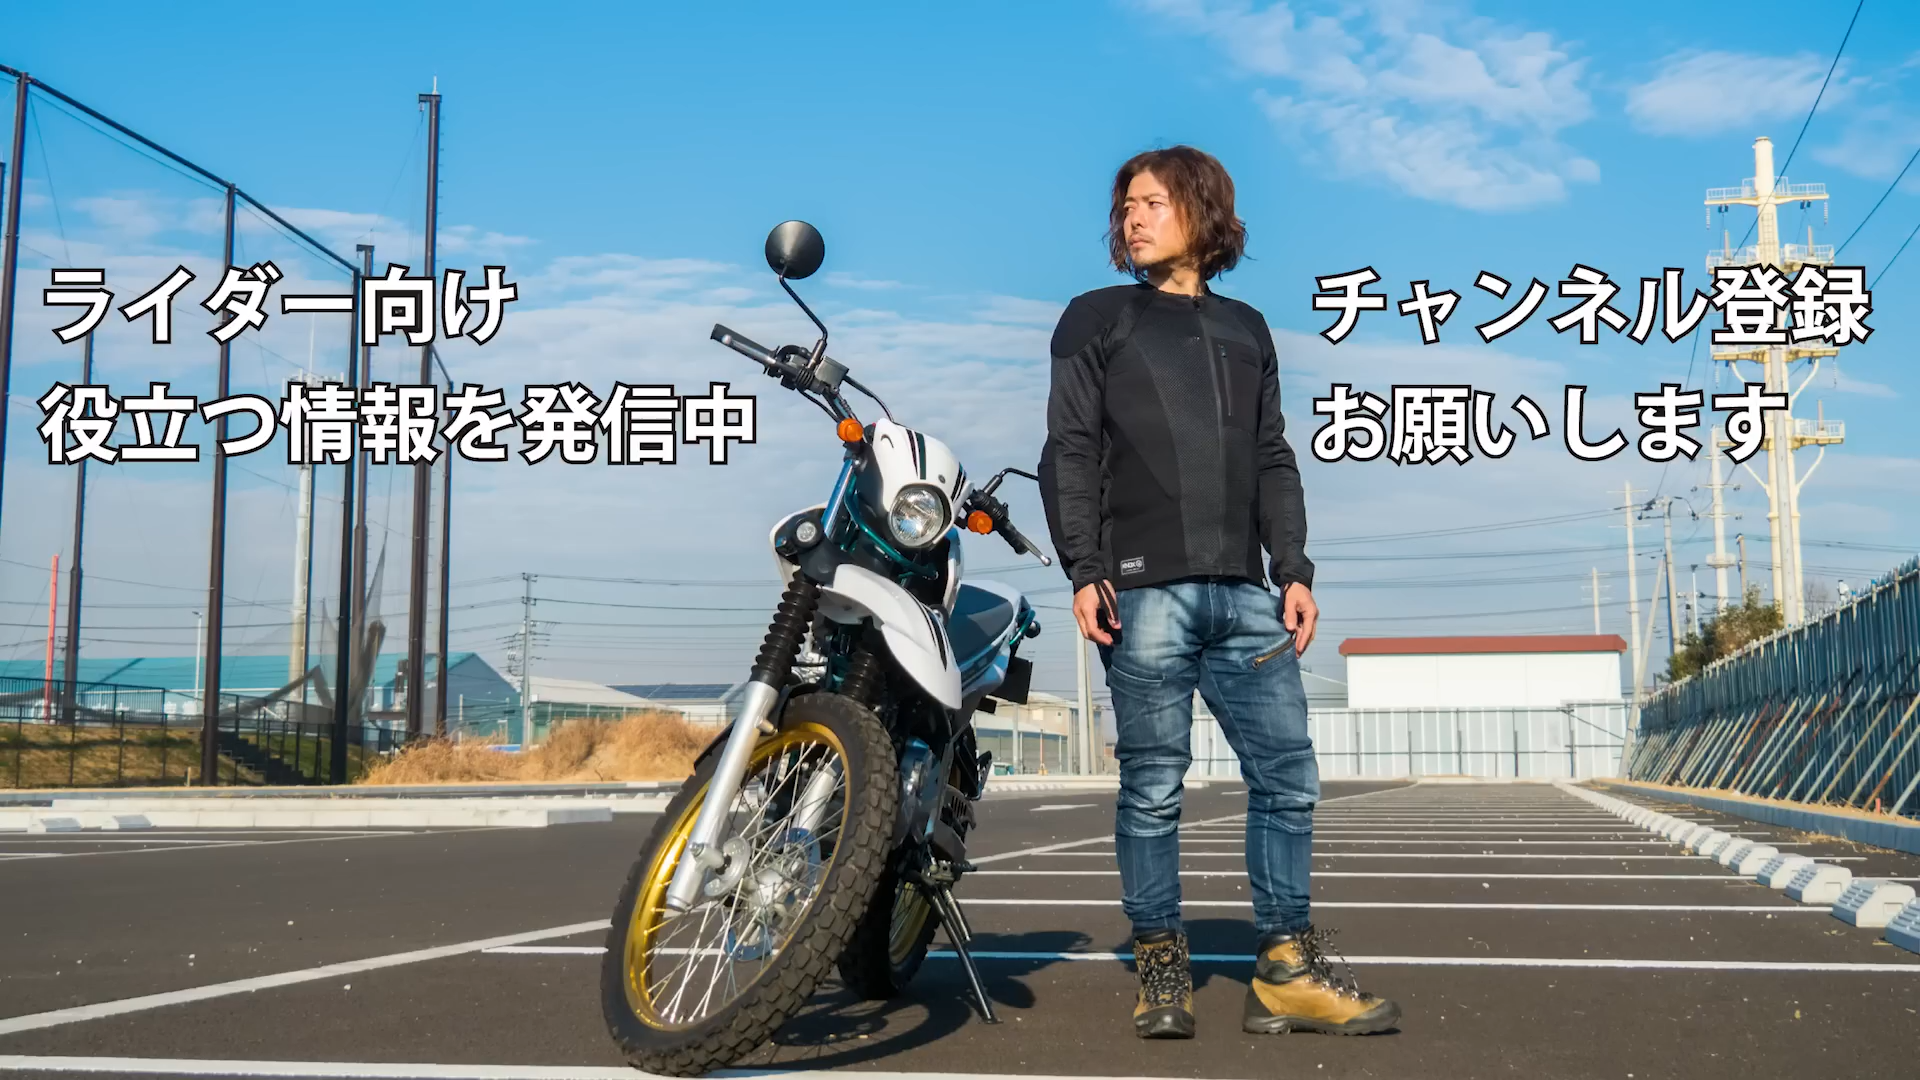 ライダー向け
役立つ情報を発信中
チャンネル登録
お願いします
KNOX